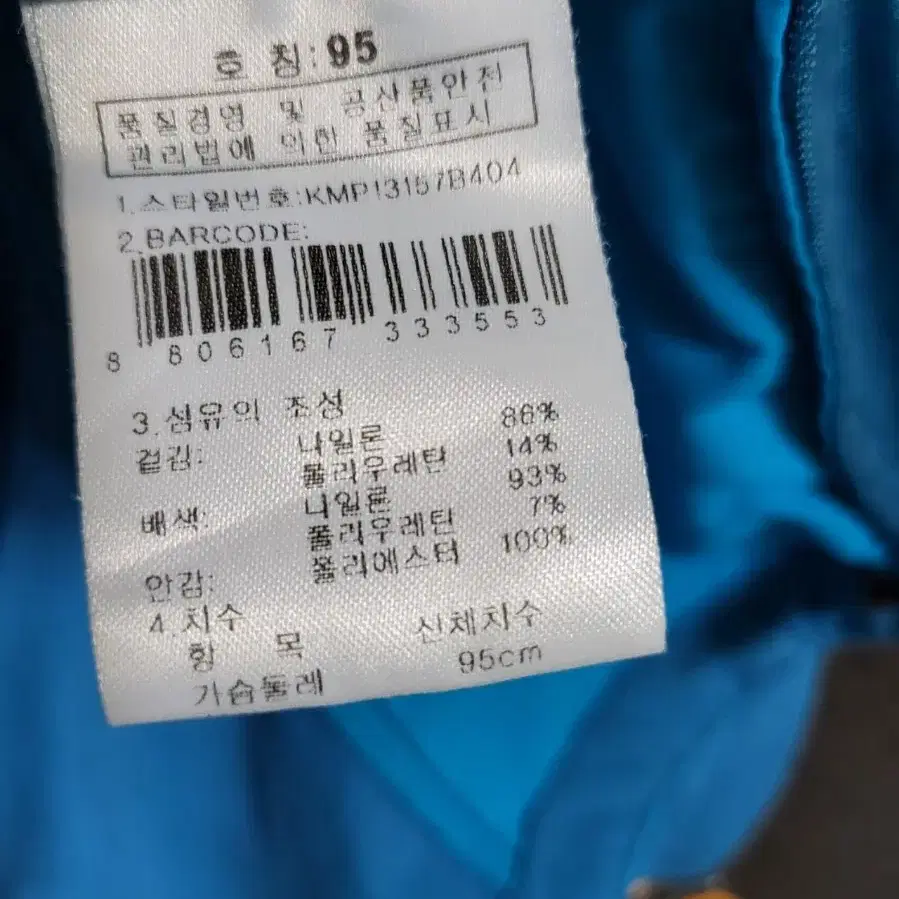 호 칭: 95
품질경영 및 공산품안전
관리법에 의한 품질표시
1.스타일번호:KMP13157B404
2.BARCODE:
8 806167 333553
3.섬유의 조성
겉감: 나일론 86%
폴리우레탄 14%
배색: 나일론 93%
폴리우레탄 7%
안감: 폴리에스터 100%
4.치수
항 목 신체치수
가슴둘레 95cm